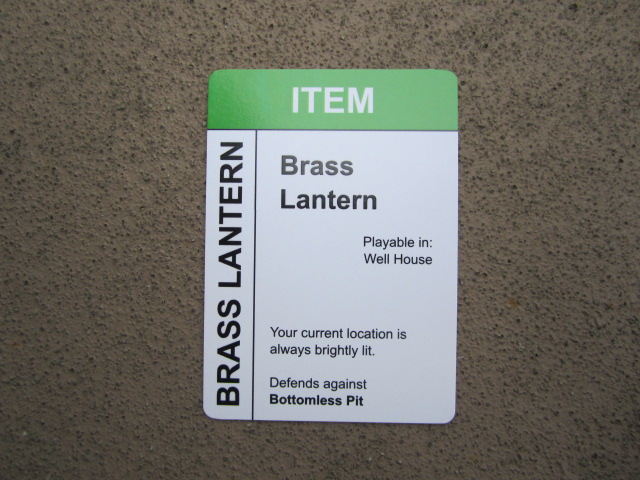 ITEM
BRASS LANTERN
Brass
Lantern
Playable in:
Well House
Your current location is
always brightly lit.
Defends against
Bottomless Pit